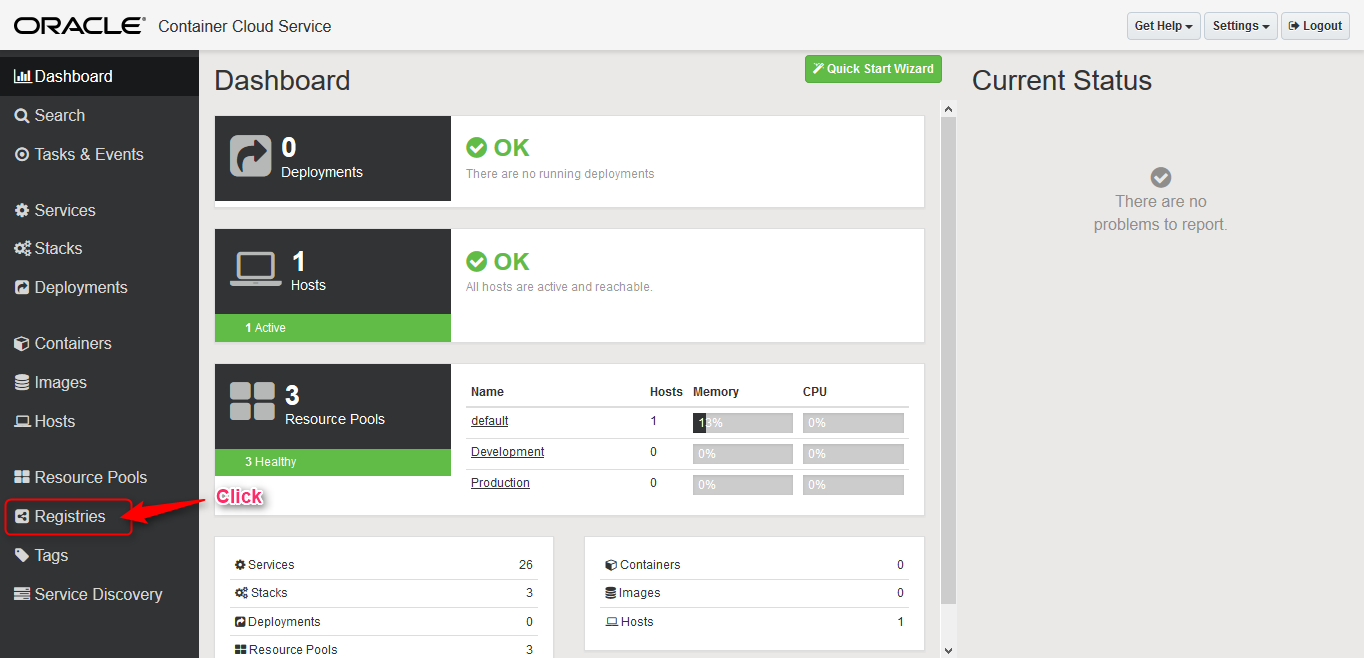 ORACLE® Container Cloud Service
Get Help Settings Logout
Dashboard
Search
Tasks & Events
Services
Stacks
Deployments
Containers
Images
Hosts
Resource Pools
Registries
Tags
Service Discovery
Click
Dashboard
Quick Start Wizard
0
Deployments
OK
There are no running deployments
1
Hosts
1 Active
OK
All hosts are active and reachable.
3
Resource Pools
3 Healthy
Name Hosts Memory CPU
default 1 13% 0%
Development 0 0% 0%
Production 0 0% 0%
Services 26
Stacks 3
Deployments 0
Resource Pools 3
Containers 0
Images 0
Hosts 1
Current Status
There are no
problems to report.